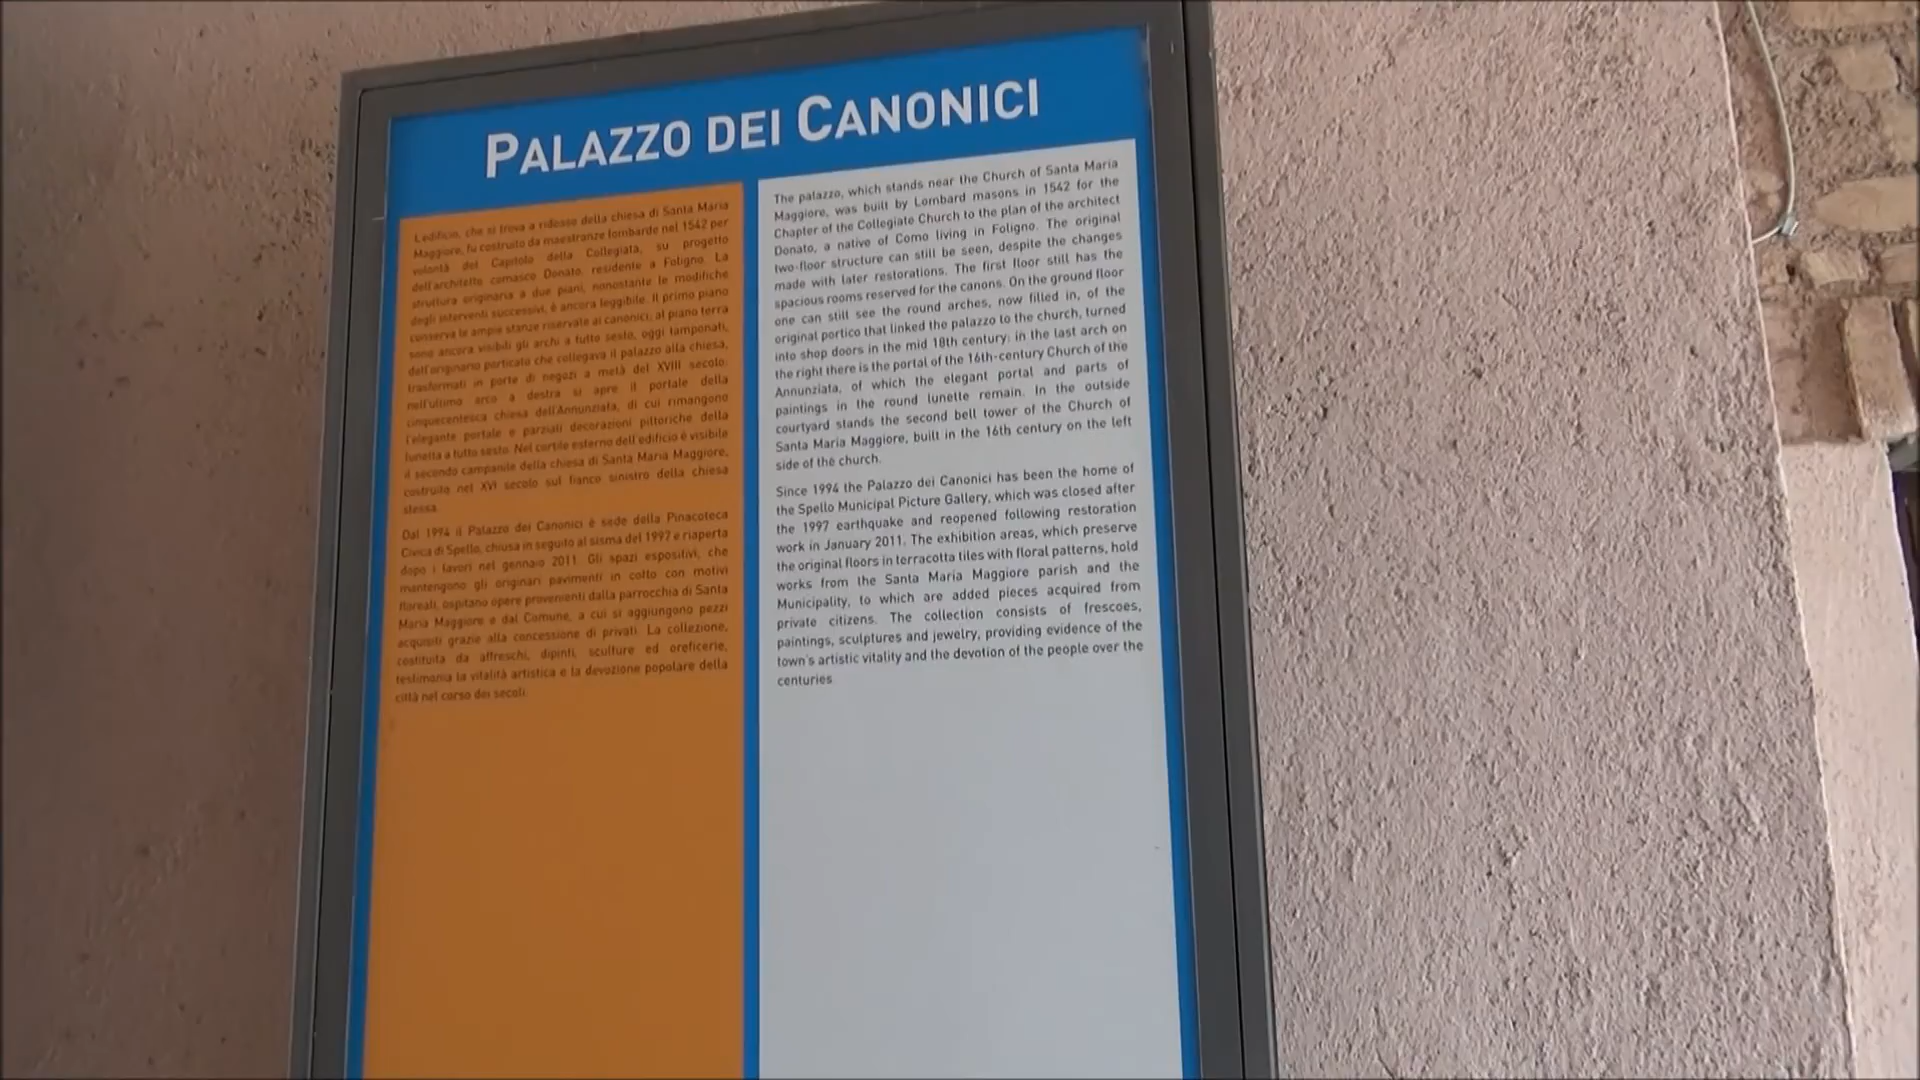 PALAZZO DEI CANONICI
L'edificio, che si trova a ridosso della chiesa di Santa Maria
Maggiore, fu costruito da maestranze lombarde nel 1542 per
volontà del Capitolo della Collegiata, su progetto
dell'architetto comasco Donato, residente a Foligno. La
struttura originaria a due piani, nonostante le modifiche
degli interventi successivi, è ancora leggibile. Il primo piano
conserva le ampie stanze riservate ai canonici; al piano terra
sono ancora visibili gli archi a tutto sesto, oggi tamponati,
dell'originario porticato che collegava il palazzo alla chiesa,
trasformati in porte di negozi a metà del XVIII secolo:
nell'ultimo arco a destra si apre il portale della
cinquecentesca chiesa dell'Annunziata, di cui rimangono
l'elegante portale e parziali decorazioni pittoriche della
lunetta a tutto sesto. Nel cortile esterno dell'edificio è visibile
il secondo campanile della chiesa di Santa Maria Maggiore,
costruito nel XVI secolo sul fianco sinistro della chiesa
stessa.
Dal 1994 il Palazzo dei Canonici è sede della Pinacoteca
Civica di Spello, chiusa in seguito al sisma del 1997 e riaperta
dopo i lavori nel gennaio 2011. Gli spazi espositivi, che
mantengono gli originari pavimenti in cotto con motivi
floreali, ospitano opere provenienti dalla parrocchia di Santa
Maria Maggiore e dal Comune, a cui si aggiungono pezzi
acquisiti grazie alla concessione di privati. La collezione,
costituita da affreschi, dipinti, sculture ed oreficerie,
testimonia la vitalità artistica e la devozione popolare della
città nel corso dei secoli.
The palazzo, which stands near the Church of Santa Maria
Maggiore, was built by Lombard masons in 1542 for the
Chapter of the Collegiate Church to the plan of the architect
Donato, a native of Como living in Foligno. The original
two-floor structure can still be seen, despite the changes
made with later restorations. The first floor still has the
spacious rooms reserved for the canons. On the ground floor
one can still see the round arches, now filled in, of the
original portico that linked the palazzo to the church, turned
into shop doors in the mid 18th century; in the last arch on
the right there is the portal of the 16th-century Church of the
Annunziata, of which the elegant portal and parts of
paintings in the round lunette remain. In the outside
courtyard stands the second bell tower of the Church of
Santa Maria Maggiore, built in the 16th century on the left
side of the church.
Since 1994 the Palazzo dei Canonici has been the home of
the Spello Municipal Picture Gallery, which was closed after
the 1997 earthquake and reopened following restoration
work in January 2011. The exhibition areas, which preserve
the original floors in terracotta tiles with floral patterns, hold
works from the Santa Maria Maggiore parish and the
Municipality, to which are added pieces acquired from
private citizens. The collection consists of frescoes,
paintings, sculptures and jewelry, providing evidence of the
town's artistic vitality and the devotion of the people over the
centuries